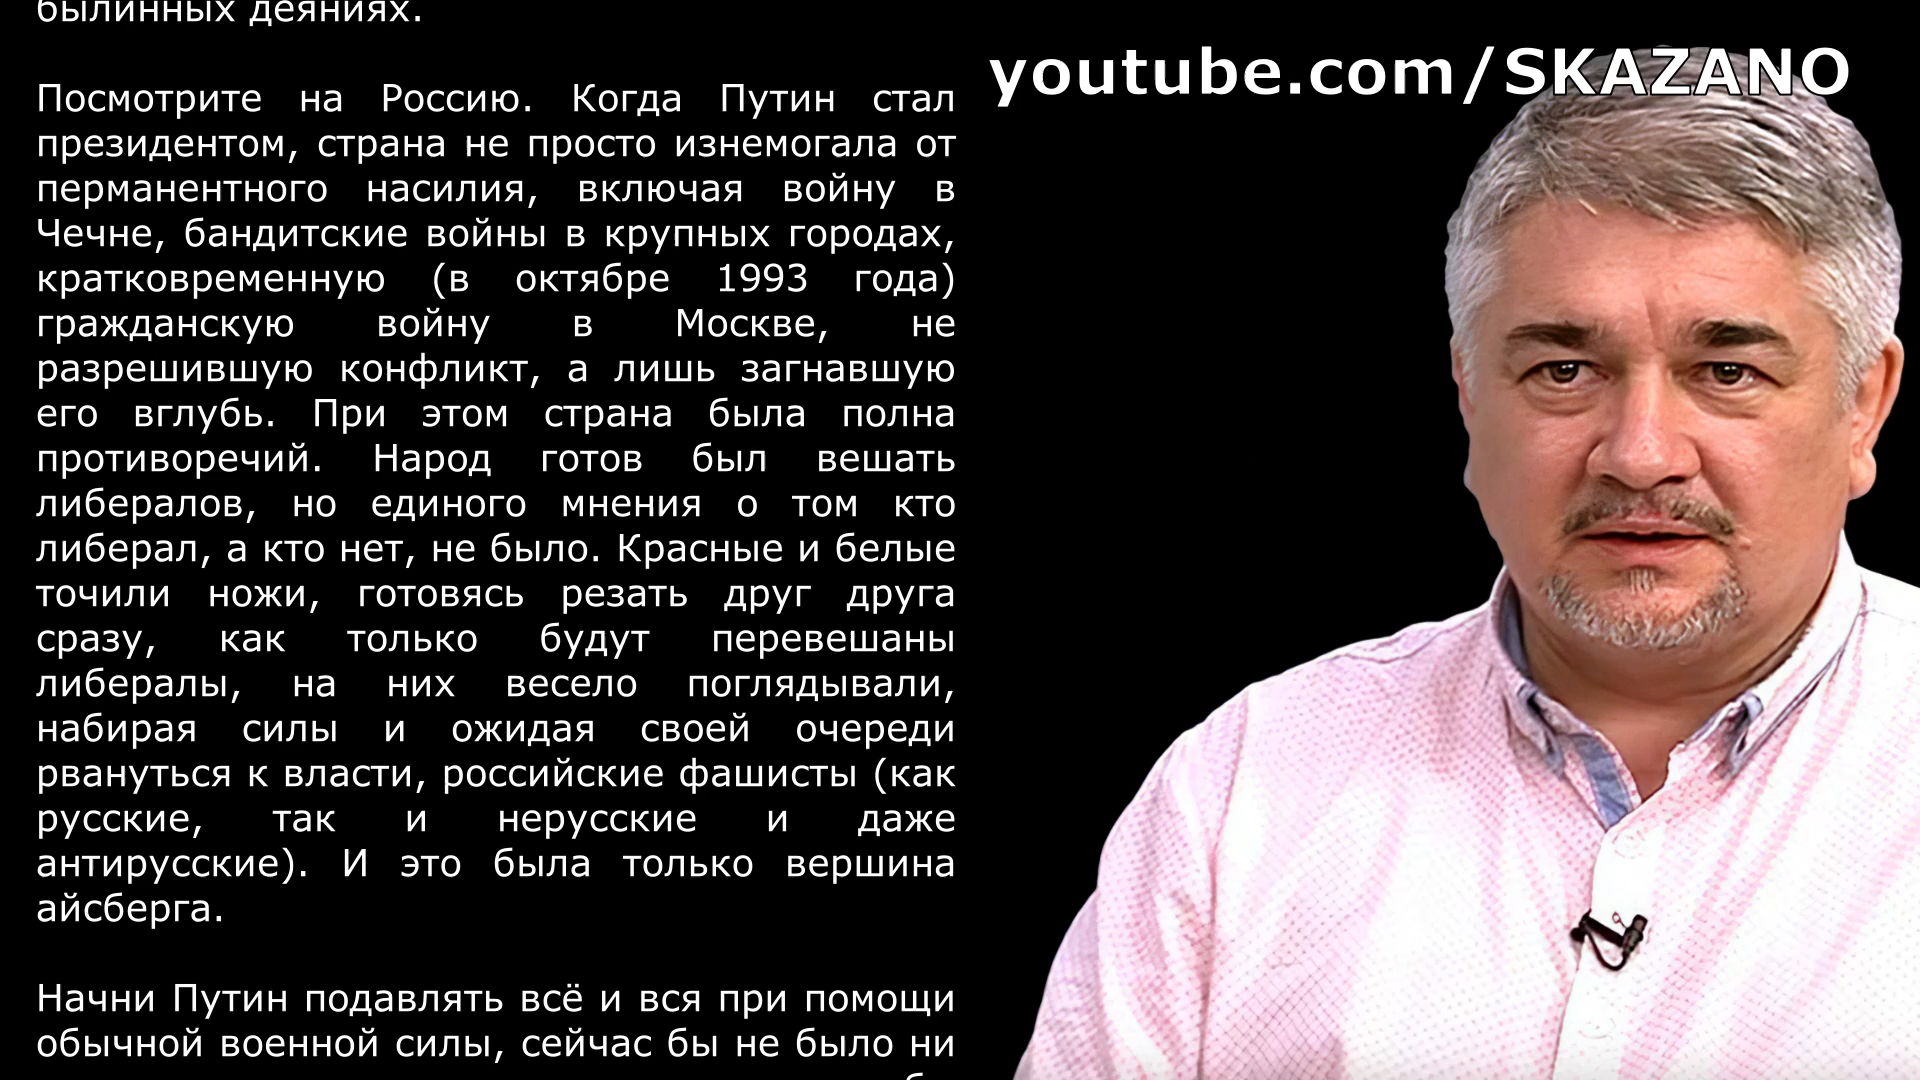 былинных деяниях.
Посмотрите на Россию. Когда Путин стал
президентом, страна не просто изнемогала от
перманентного насилия, включая войну в
Чечне, бандитские войны в крупных городах,
кратковременную (в октябре 1993 года)
гражданскую войну в Москве, не
разрешившую конфликт, а лишь загнавшую
его вглубь. При этом страна была полна
противоречий. Народ готов был вешать
либералов, но единого мнения о том кто
либерал, а кто нет, не было. Красные и белые
точили ножи, готовясь резать друг друга
сразу, как только будут перевешаны
либералы, на них весело поглядывали,
набирая силы и ожидая своей очереди
рвануться к власти, российские фашисты (как
русские, так и нерусские и даже
антирусские). И это была только вершина
айсберга.
Начни Путин подавлять всё и вся при помощи
обычной военной силы, сейчас бы не было ни
youtube.com/SKAZANO